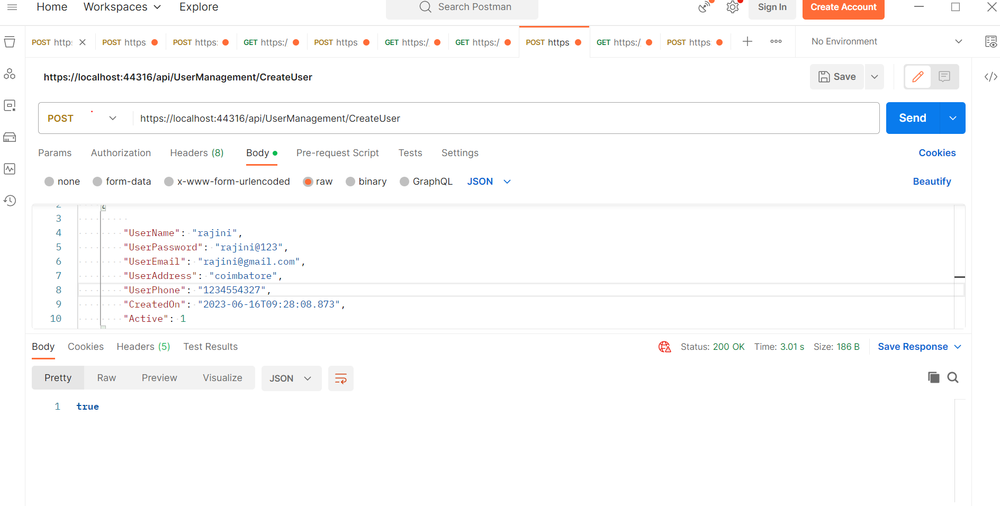 Home Workspaces Explore Search Postman Sign In Create Account
POST https POST https POST https: GET https:/ POST https GET https:/ GET https:/ POST https GET https:/ POST https No Environment
https://localhost:44316/api/UserManagement/CreateUser Save
POST https://localhost:44316/api/UserManagement/CreateUser Send
Params Authorization Headers (8) Body Pre-request Script Tests Settings Cookies
none form-data x-www-form-urlencoded raw binary GraphQL JSON Beautify
2 {
3
4 "UserName": "rajini",
5 "UserPassword": "rajini@123",
6 "UserEmail": "rajini@gmail.com",
7 "UserAddress": "coimbatore",
8 "UserPhone": "1234554327",
9 "CreatedOn": "2023-06-16T09:28:08.873",
10 "Active": 1
Body Cookies Headers (5) Test Results Status: 200 OK Time: 3.01 s Size: 186 B Save Response
Pretty Raw Preview Visualize JSON
1 true